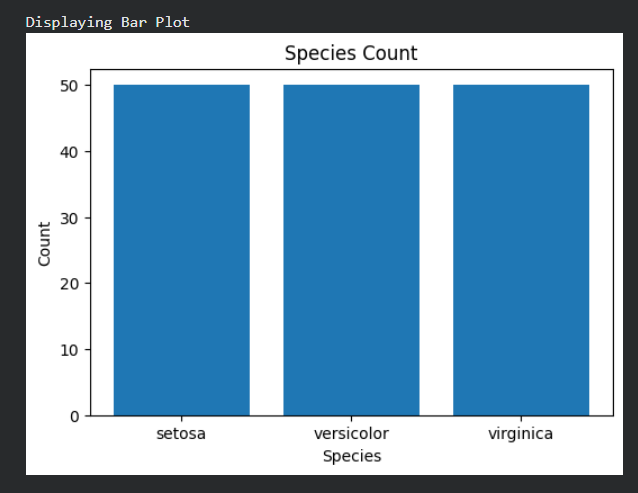 Displaying Bar Plot
Species Count
50
40
30
20
10
0
Count
setosa versicolor virginica
Species